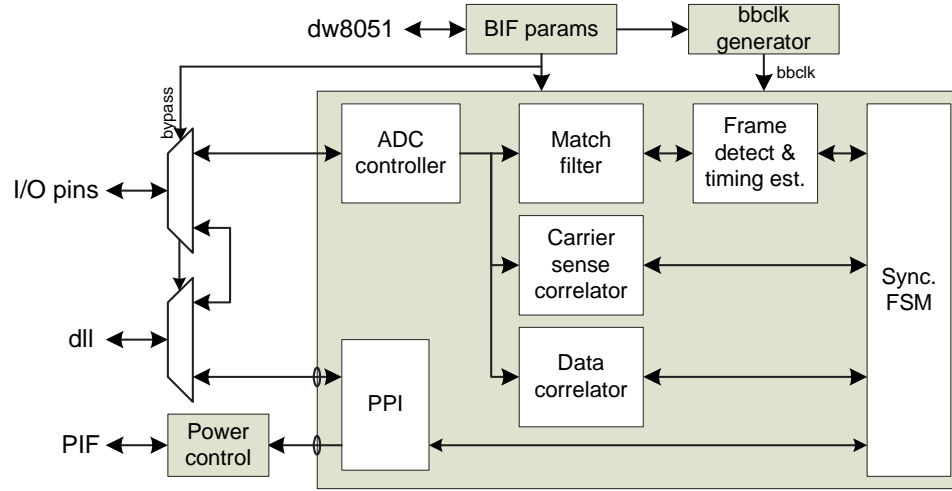 dw8051
BIF params
bbclk
generator
bypass
bbclk
ADC
controller
Match
filter
Frame
detect &
timing est.
I/O pins
Carrier
sense
correlator
Sync.
FSM
dll
PPI
Data
correlator
PIF
Power
control